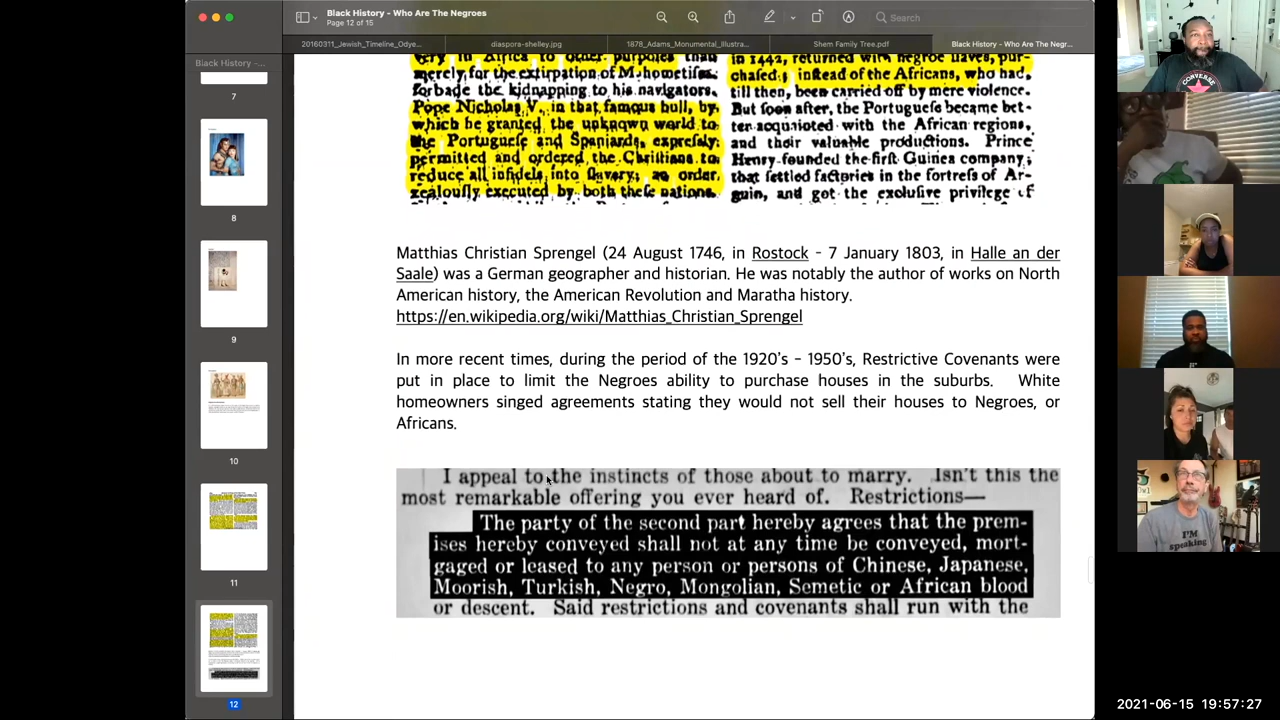 Black History - Who Are The Negroes
Page 12 of 15
Search
20160311_Jewish_Timeline_Odye...
diaspora-shelley.jpg
1878_Adams_Monumental_Illustra...
Shem Family Tree.pdf
Black History - Who Are The Negr...
Black History -...
7
8
9
10
11
12
very in Africa to other purposes than
merely for the extirpation of Mahometism.
forbade the kidnapping to his navigators.
Pope Nicholas V., in that famous bull, by
which he granted the unknown world to
the Portuguese and Spaniards, expresly
permitted and ordered the Christians to
reduce all infidels into slavery; an order
zealously executed by both these nations.
in 1442, returned with negroe slaves, pur-
chased; instead of the Africans, who had,
till then, been carried off by mere violence.
But soon after, the Portuguese became bet-
ter acquainted with the African regions,
and their valuable productions. Prince
Henry founded the first Guinea company;
that settled factories in the fortress of Ar-
guin, and got the exclusive privilege of
Matthias Christian Sprengel (24 August 1746, in Rostock - 7 January 1803, in Halle an der
Saale) was a German geographer and historian. He was notably the author of works on North
American history, the American Revolution and Maratha history.
https://en.wikipedia.org/wiki/Matthias_Christian_Sprengel
In more recent times, during the period of the 1920's - 1950's, Restrictive Covenants were
put in place to limit the Negroes ability to purchase houses in the suburbs. White
homeowners singed agreements stating they would not sell their houses to Negroes, or
Africans.
I appeal to the instincts of those about to marry. Isn't this the
most remarkable offering you ever heard of. Restrictions—
The party of the second part hereby agrees that the prem-
ises hereby conveyed shall not at any time be conveyed, mort-
gaged or leased to any person or persons of Chinese, Japanese,
Moorish, Turkish, Negro, Mongolian, Semetic or African blood
or descent. Said restrictions and covenants shall run with the
CONVERSE
I'M
speaking
2021-06-15 19:57:27